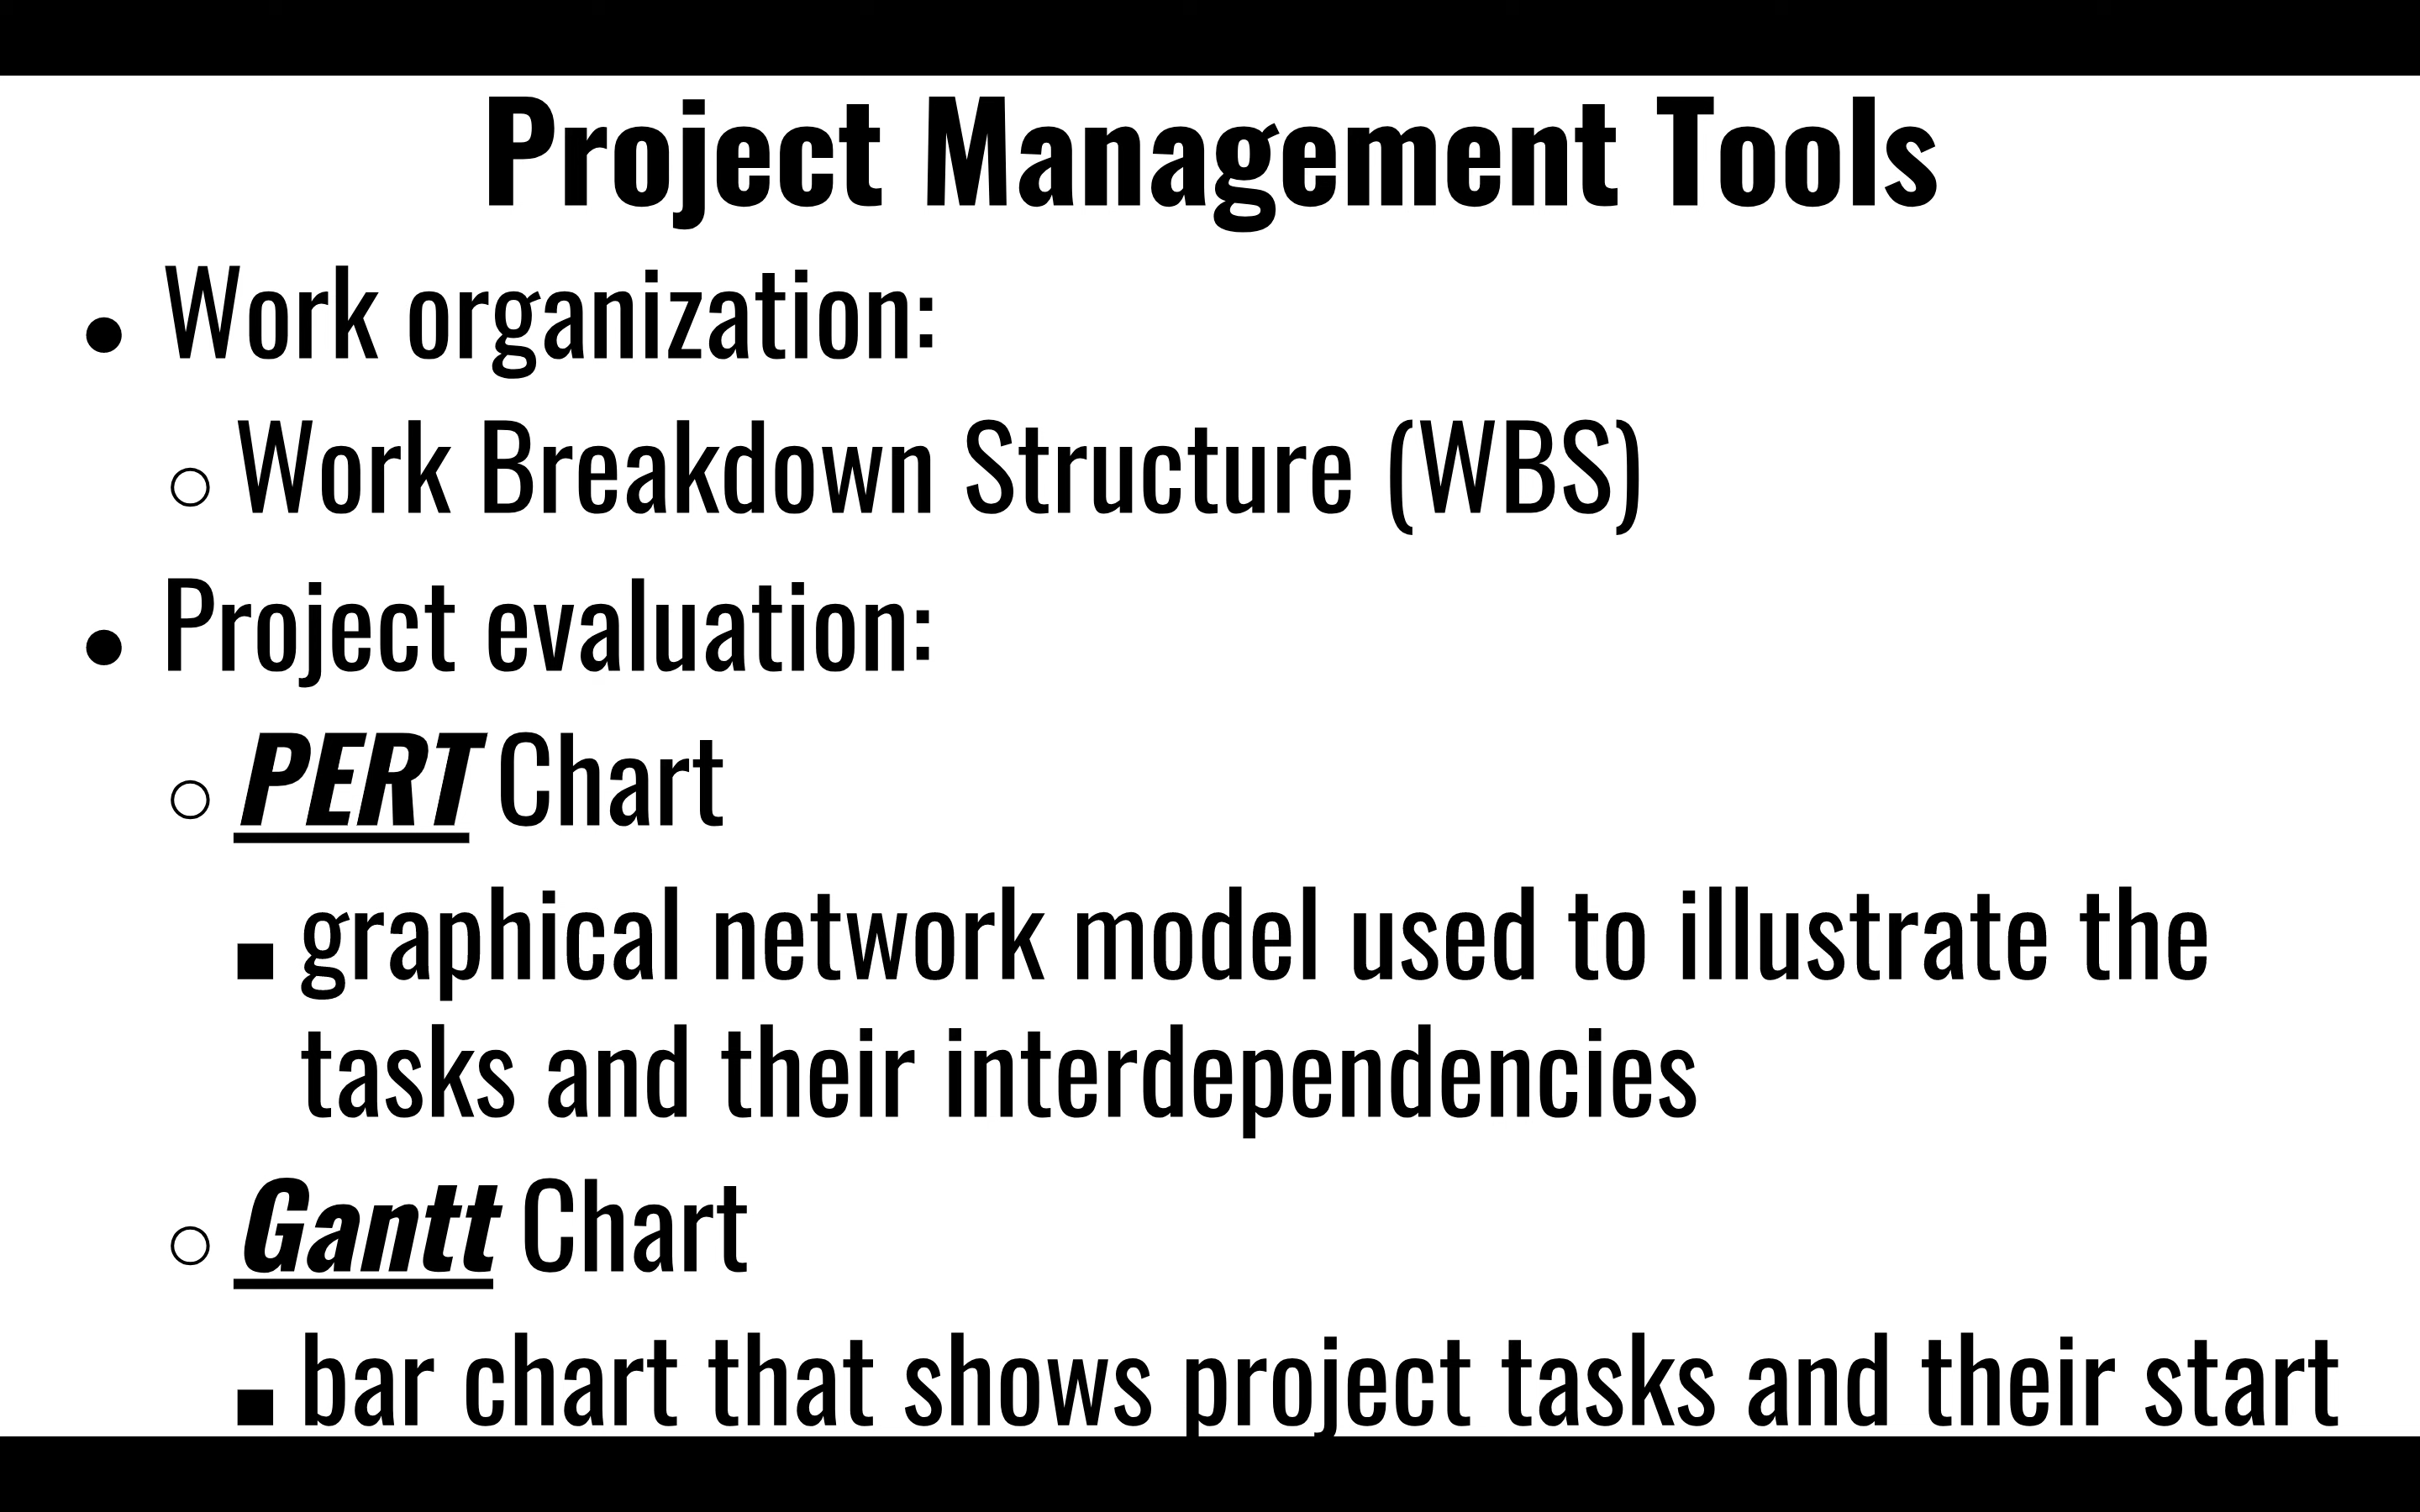 Project Management Tools
● Work organization:
○ Work Breakdown Structure (WBS)
● Project evaluation:
○ PERT Chart
■ graphical network model used to illustrate the
tasks and their interdependencies
○ Gantt Chart
■ bar chart that shows project tasks and their start